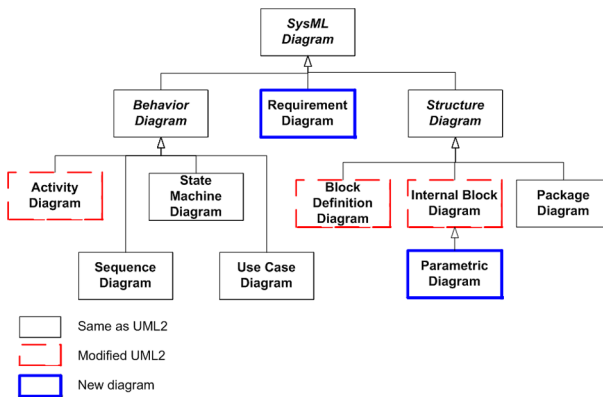 SysML
Diagram
Behavior
Diagram
Requirement
Diagram
Structure
Diagram
Activity
Diagram
State
Machine
Diagram
Block
Definition
Diagram
Internal Block
Diagram
Package
Diagram
Sequence
Diagram
Use Case
Diagram
Parametric
Diagram
Same as UML2
Modified UML2
New diagram